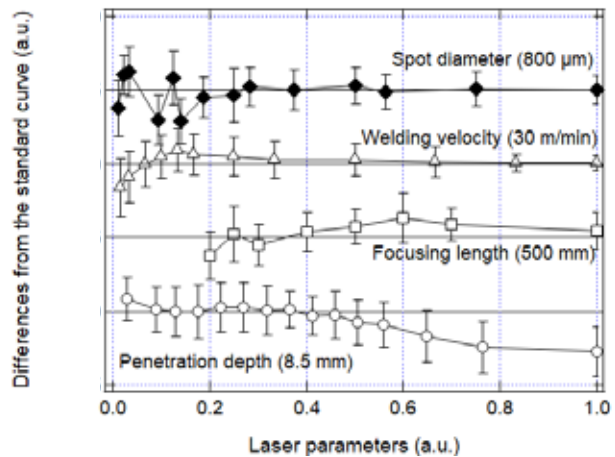 Differences from the standard curve (a.u.)
Spot diameter (800 µm)
Welding velocity (30 m/min)
Focusing length (500 mm)
Penetration depth (8.5 mm)
0.0 0.2 0.4 0.6 0.8 1.0
Laser parameters (a.u.)